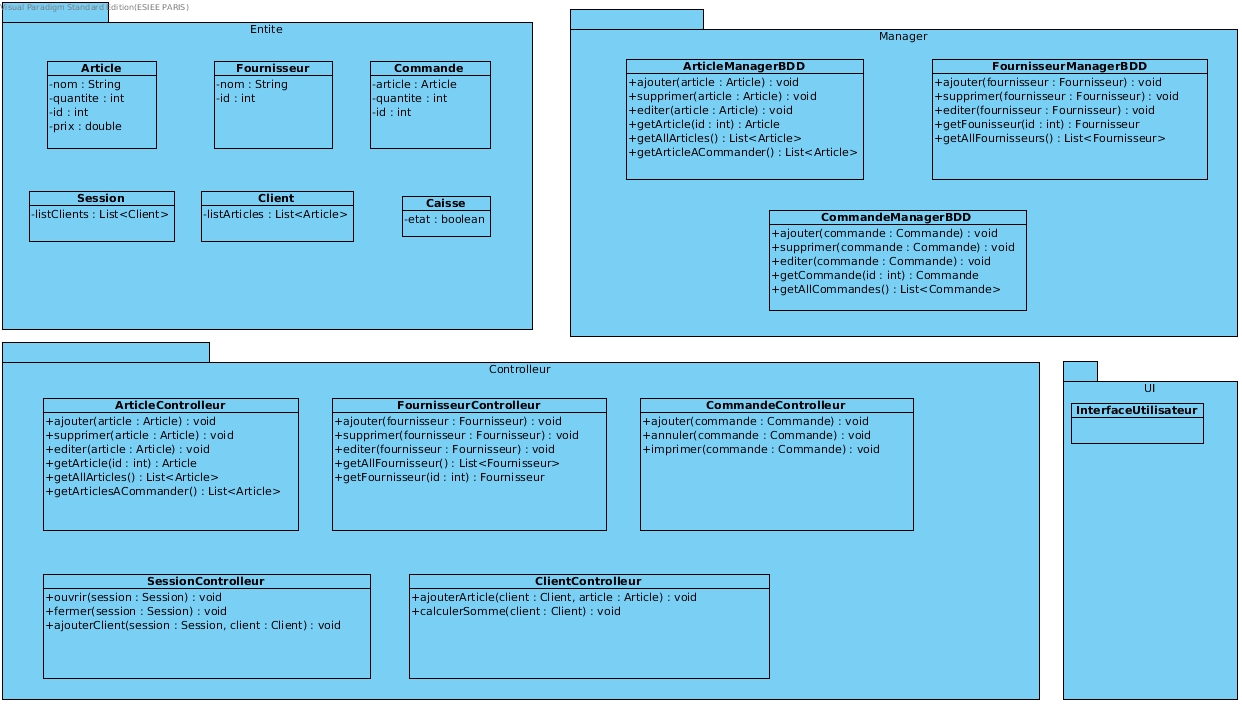 Visual Paradigm Standard Edition(ESIEE PARIS)
Entite
Article
-nom : String
-quantite : int
-id : int
-prix : double
Fournisseur
-nom : String
-id : int
Commande
-article : Article
-quantite : int
-id : int
Session
-listClients : List<Client>
Client
-listArticles : List<Article>
Caisse
-etat : boolean
Manager
ArticleManagerBDD
+ajouter(article : Article) : void
+supprimer(article : Article) : void
+editer(article : Article) : void
+getArticle(id : int) : Article
+getAllArticles() : List<Article>
+getArticleACommander() : List<Article>
FournisseurManagerBDD
+ajouter(fournisseur : Fournisseur) : void
+supprimer(fournisseur : Fournisseur) : void
+editer(fournisseur : Fournisseur) : void
+getFounisseur(id : int) : Fournisseur
+getAllFournisseurs() : List<Fournisseur>
CommandeManagerBDD
+ajouter(commande : Commande) : void
+supprimer(commande : Commande) : void
+editer(commande : Commande) : void
+getCommande(id : int) : Commande
+getAllCommandes() : List<Commande>
Controlleur
ArticleControlleur
+ajouter(article : Article) : void
+supprimer(article : Article) : void
+editer(article : Article) : void
+getArticle(id : int) : Article
+getAllArticles() : List<Article>
+getArticlesACommander() : List<Article>
FournisseurControlleur
+ajouter(fournisseur : Fournisseur) : void
+supprimer(fournisseur : Fournisseur) : void
+editer(fournisseur : Fournisseur) : void
+getAllFournisseur() : List<Fournisseur>
+getFournisseur(id : int) : Fournisseur
CommandeControlleur
+ajouter(commande : Commande) : void
+annuler(commande : Commande) : void
+imprimer(commande : Commande) : void
SessionControlleur
+ouvrir(session : Session) : void
+fermer(session : Session) : void
+ajouterClient(session : Session, client : Client) : void
ClientControlleur
+ajouterArticle(client : Client, article : Article) : void
+calculerSomme(client : Client) : void
UI
InterfaceUtilisateur